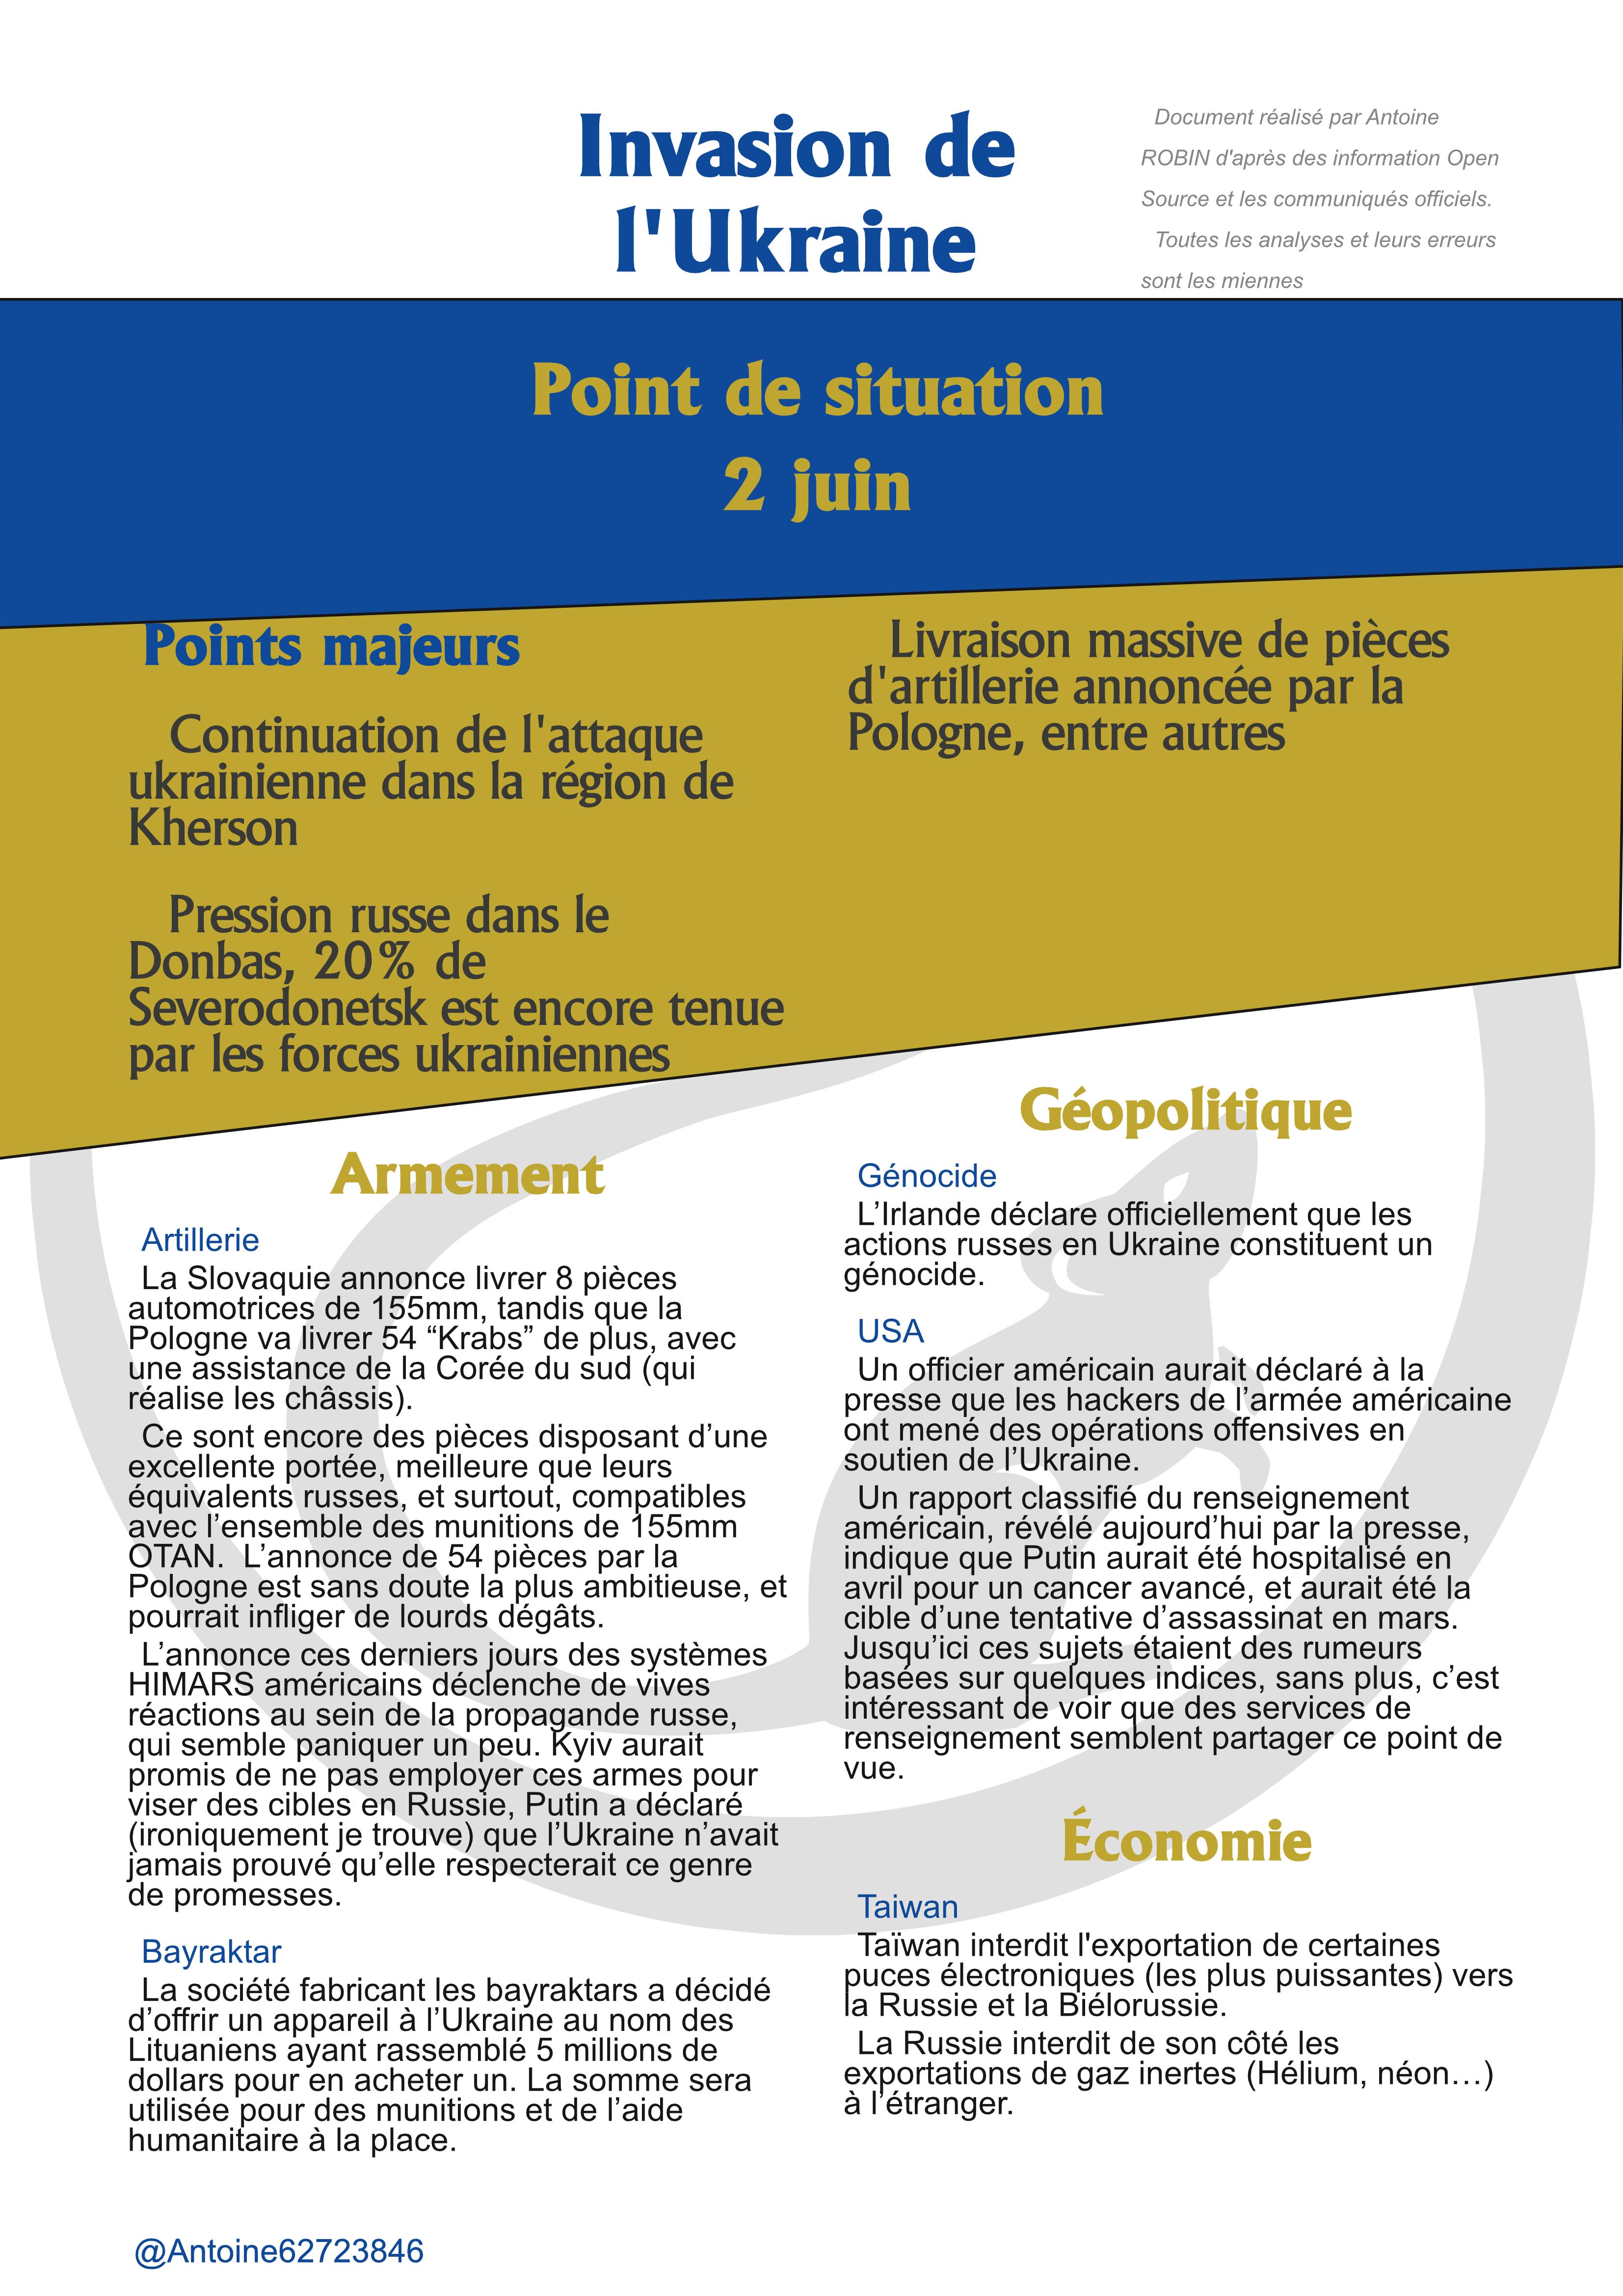 Invasion de
l'Ukraine
Document réalisé par Antoine
ROBIN d'après des information Open
Source et les communiqués officiels.
Toutes les analyses et leurs erreurs
sont les miennes
Point de situation
2 juin
Points majeurs
Continuation de l'attaque
ukrainienne dans la région de
Kherson
Pression russe dans le
Donbas, 20% de
Severodonetsk est encore tenue
par les forces ukrainiennes
Livraison massive de pièces
d'artillerie annoncée par la
Pologne, entre autres
Armement
Artillerie
La Slovaquie annonce livrer 8 pièces
automotrices de 155mm, tandis que la
Pologne va livrer 54 “Krabs” de plus, avec
une assistance de la Corée du sud (qui
réalise les châssis).
Ce sont encore des pièces disposant d’une
excellente portée, meilleure que leurs
équivalents russes, et surtout, compatibles
avec l’ensemble des munitions de 155mm
OTAN.  L’annonce de 54 pièces par la
Pologne est sans doute la plus ambitieuse, et
pourrait infliger de lourds dégâts.
L’annonce ces derniers jours des systèmes
HIMARS américains déclenche de vives
réactions au sein de la propagande russe,
qui semble paniquer un peu. Kyiv aurait
promis de ne pas employer ces armes pour
viser des cibles en Russie, Putin a déclaré
(ironiquement je trouve) que l’Ukraine n’avait
jamais prouvé qu’elle respecterait ce genre
de promesses.
Bayraktar
La société fabricant les bayraktars a décidé
d’offrir un appareil à l’Ukraine au nom des
Lituaniens ayant rassemblé 5 millions de
dollars pour en acheter un. La somme sera
utilisée pour des munitions et de l’aide
humanitaire à la place.
Géopolitique
Génocide
L’Irlande déclare officiellement que les
actions russes en Ukraine constituent un
génocide.
USA
Un officier américain aurait déclaré à la
presse que les hackers de l’armée américaine
ont mené des opérations offensives en
soutien de l’Ukraine.
Un rapport classifié du renseignement
américain, révélé aujourd’hui par la presse,
indique que Putin aurait été hospitalisé en
avril pour un cancer avancé, et aurait été la
cible d’une tentative d’assassinat en mars.
Jusqu’ici ces sujets étaient des rumeurs
basées sur quelques indices, sans plus, c’est
intéressant de voir que des services de
renseignement semblent partager ce point de
vue.
Économie
Taiwan
Taïwan interdit l'exportation de certaines
puces électroniques (les plus puissantes) vers
la Russie et la Biélorussie.
La Russie interdit de son côté les
exportations de gaz inertes (Hélium, néon…)
à l’étranger.
@Antoine62723846